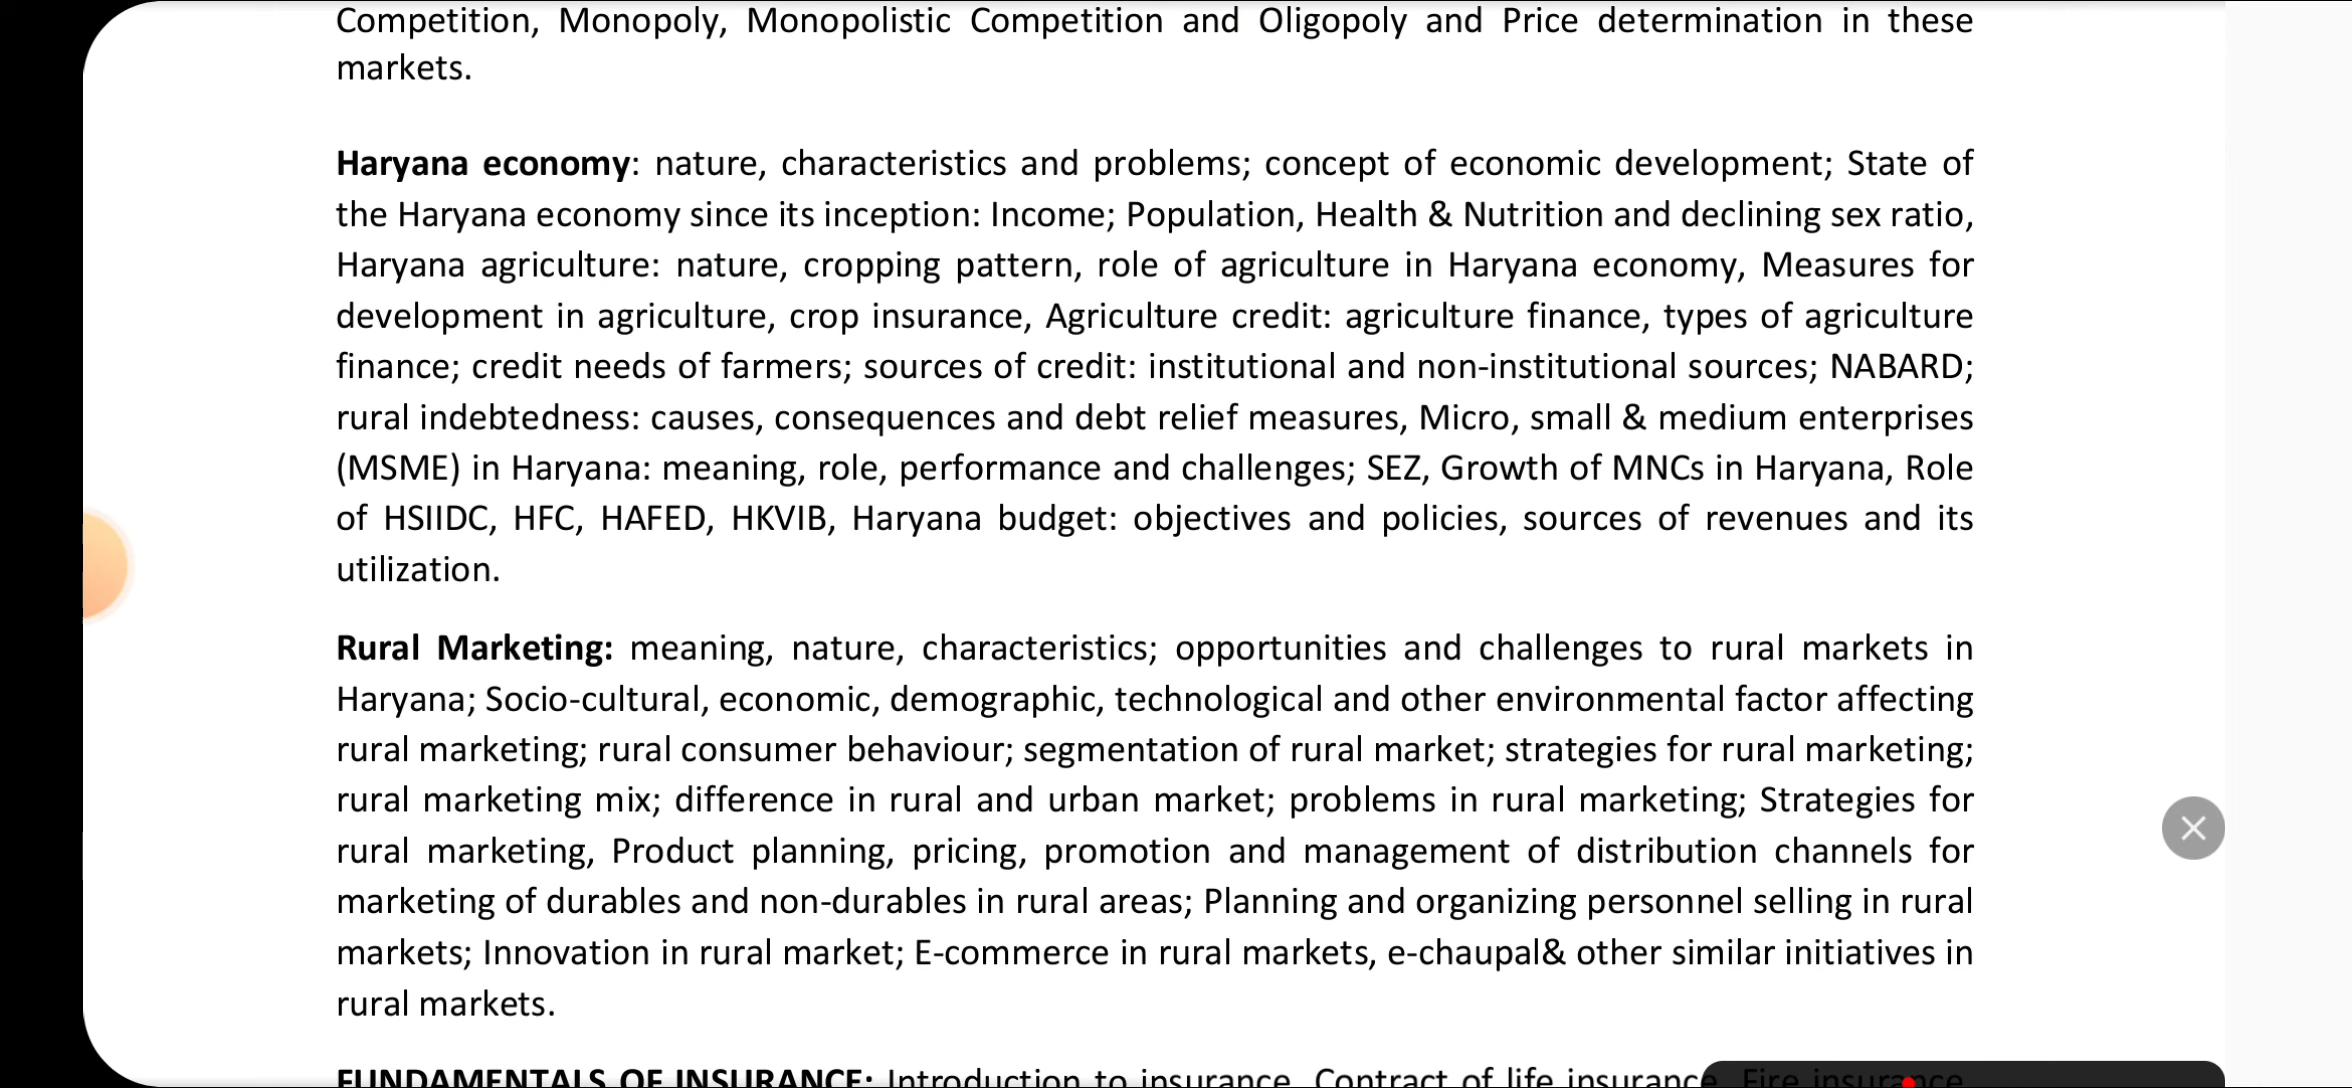 Competition, Monopoly, Monopolistic Competition and Oligopoly and Price determination in these
markets.
Haryana economy: nature, characteristics and problems; concept of economic development; State of
the Haryana economy since its inception: Income; Population, Health & Nutrition and declining sex ratio,
Haryana agriculture: nature, cropping pattern, role of agriculture in Haryana economy, Measures for
development in agriculture, crop insurance, Agriculture credit: agriculture finance, types of agriculture
finance; credit needs of farmers; sources of credit: institutional and non-institutional sources; NABARD;
rural indebtedness: causes, consequences and debt relief measures, Micro, small & medium enterprises
(MSME) in Haryana: meaning, role, performance and challenges; SEZ, Growth of MNCs in Haryana, Role
of HSIIDC, HFC, HAFED, HKVIB, Haryana budget: objectives and policies, sources of revenues and its
utilization.
Rural Marketing: meaning, nature, characteristics; opportunities and challenges to rural markets in
Haryana; Socio-cultural, economic, demographic, technological and other environmental factor affecting
rural marketing; rural consumer behaviour; segmentation of rural market; strategies for rural marketing;
rural marketing mix; difference in rural and urban market; problems in rural marketing; Strategies for
rural marketing, Product planning, pricing, promotion and management of distribution channels for
marketing of durables and non-durables in rural areas; Planning and organizing personnel selling in rural
markets; Innovation in rural market; E-commerce in rural markets, e-chaupal& other similar initiatives in
rural markets.
FUNDAMENTALS OF INSURANCE: Introduction to insurance, Contract of life insurance, Fire insurance,